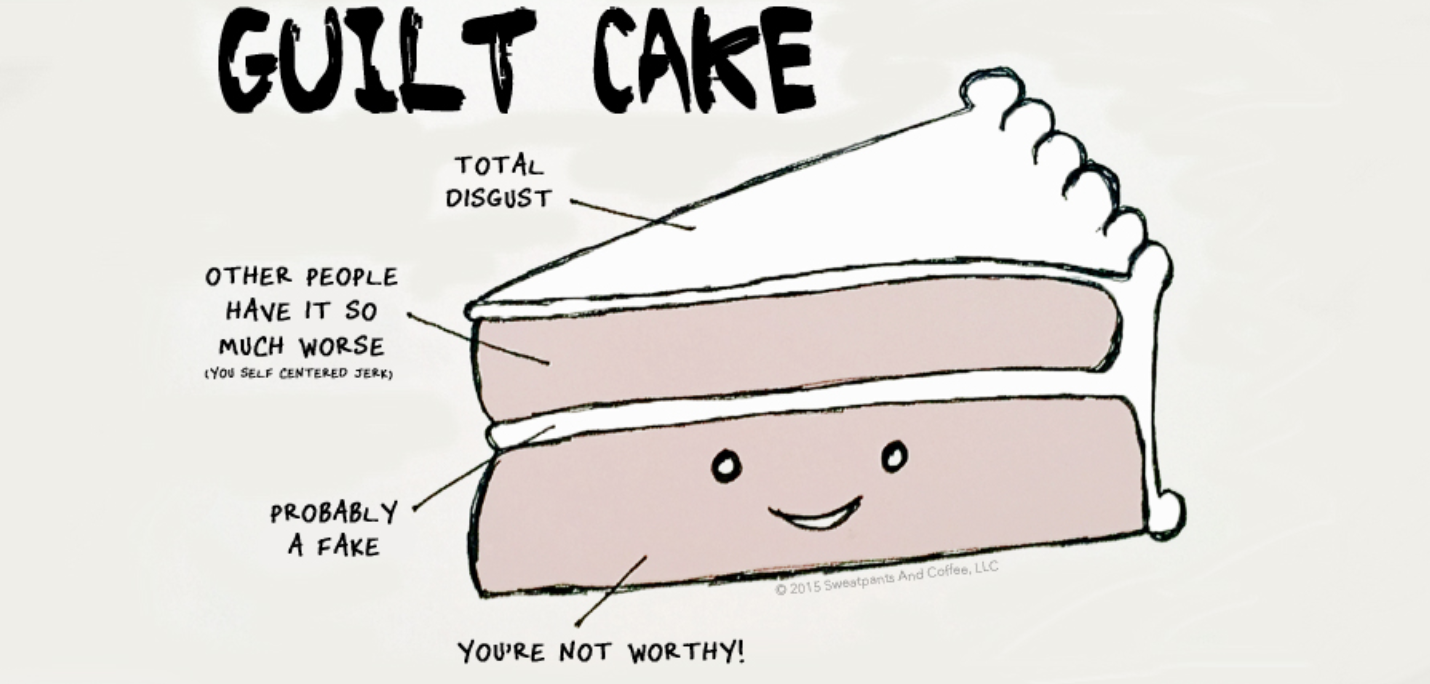 GUILT CAKE
TOTAL
DISGUST
OTHER PEOPLE
HAVE IT SO
MUCH WORSE
(YOU SELF CENTERED JERK)
PROBABLY
A FAKE
© 2015 Sweatpants And Coffee, LLC
YOU'RE NOT WORTHY!